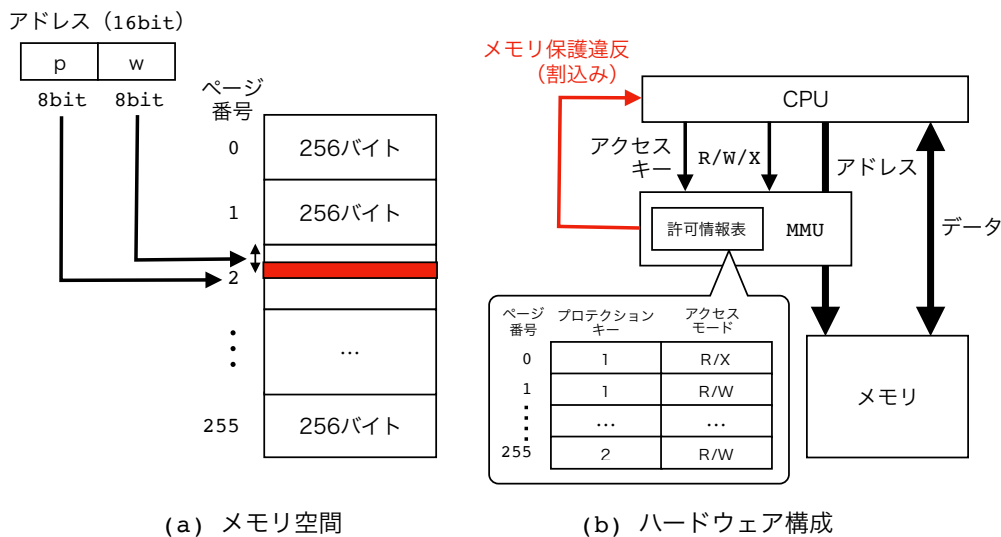 アドレス（16bit）
p w
8bit 8bit
ページ
番号
0 256バイト
1 256バイト
2
…
255 256バイト
(a) メモリ空間
メモリ保護違反
（割込み）
CPU
アクセス
キー
R/W/X
アドレス
データ
許可情報表
MMU
メモリ
ページ
番号
プロテクション
キー
アクセス
モード
0 1 R/X
1 1 R/W
… …
255 2 R/W
(b) ハードウェア構成